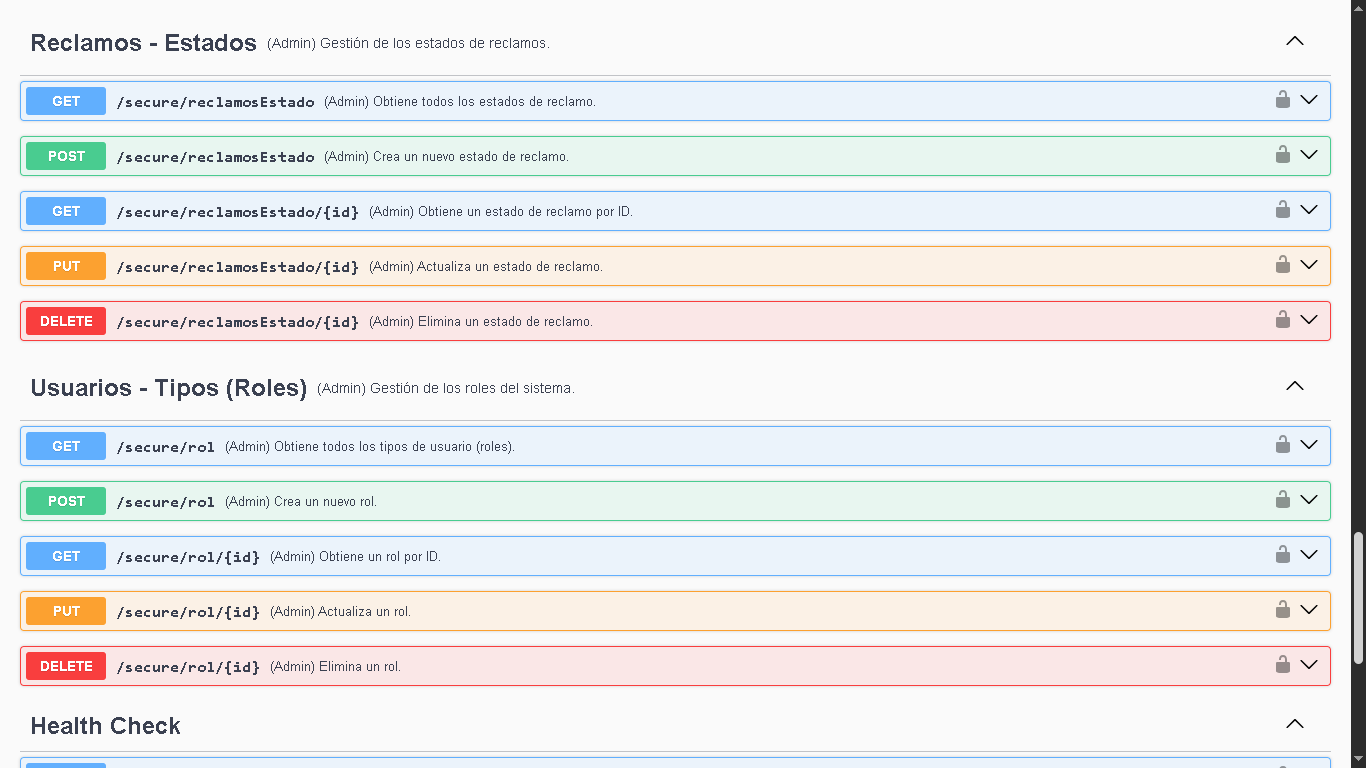 Reclamos - Estados (Admin) Gestión de los estados de reclamos.
GET /secure/reclamosEstado (Admin) Obtiene todos los estados de reclamo.
POST /secure/reclamosEstado (Admin) Crea un nuevo estado de reclamo.
GET /secure/reclamosEstado/{id} (Admin) Obtiene un estado de reclamo por ID.
PUT /secure/reclamosEstado/{id} (Admin) Actualiza un estado de reclamo.
DELETE /secure/reclamosEstado/{id} (Admin) Elimina un estado de reclamo.
Usuarios - Tipos (Roles) (Admin) Gestión de los roles del sistema.
GET /secure/rol (Admin) Obtiene todos los tipos de usuario (roles).
POST /secure/rol (Admin) Crea un nuevo rol.
GET /secure/rol/{id} (Admin) Obtiene un rol por ID.
PUT /secure/rol/{id} (Admin) Actualiza un rol.
DELETE /secure/rol/{id} (Admin) Elimina un rol.
Health Check